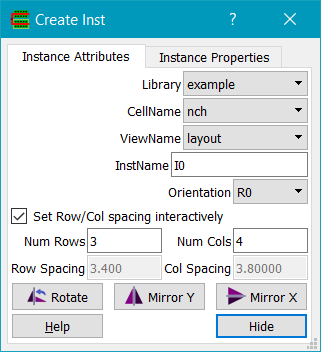 Create Inst ?
Instance Attributes Instance Properties
Library example
CellName nch
ViewName layout
InstName I0
Orientation R0
Set Row/Col spacing interactively
Num Rows 3 Num Cols 4
Row Spacing 3.400 Col Spacing 3.80000
Rotate Mirror Y Mirror X
Help Hide